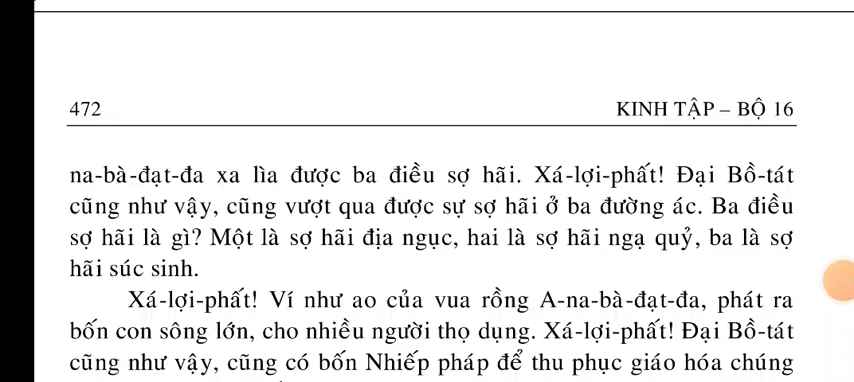 472 KINH TẬP – BỘ 16
na-bà-đạt-đa xa lìa được ba điều sợ hãi. Xá-lợi-phất! Đại Bồ-tát
cũng như vậy, cũng vượt qua được sự sợ hãi ở ba đường ác. Ba điều
sợ hãi là gì? Một là sợ hãi địa ngục, hai là sợ hãi ngạ quỷ, ba là sợ
hãi súc sinh.
Xá-lợi-phất! Ví như ao của vua rồng A-na-bà-đạt-đa, phát ra
bốn con sông lớn, cho nhiều người thọ dụng. Xá-lợi-phất! Đại Bồ-tát
cũng như vậy, cũng có bốn Nhiếp pháp để thu phục giáo hóa chúng